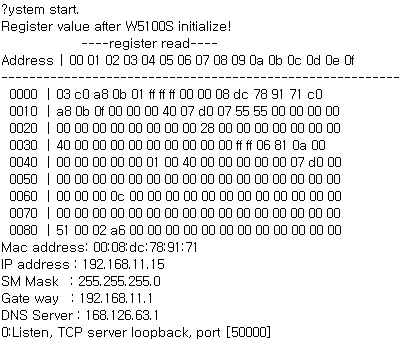 ?ystem start.
Register value after W5100S initialize!
----register read----
Address | 00 01 02 03 04 05 06 07 08 09 0a 0b 0c 0d 0e 0f
---------------------------------------------------------
0000 | 03 c0 a8 0b 01 ff ff ff 00 00 08 dc 78 91 71 c0
0010 | a8 0b 0f 00 00 00 40 07 d0 07 55 55 00 00 00 00
0020 | 00 00 00 00 00 00 00 00 00 28 00 00 00 00 00 00
0030 | 40 00 00 00 00 00 00 00 00 00 00 ff ff 06 81 0a 00
0040 | 00 00 00 00 00 01 00 40 00 00 00 00 00 07 d0 00
0050 | 00 00 00 00 00 00 00 00 00 00 00 00 00 00 00 00
0060 | 00 00 00 0c 00 00 00 00 00 00 00 00 00 00 00 00
0070 | 00 00 00 00 00 00 00 00 00 00 00 00 00 00 00 00
0080 | 51 00 02 a6 00 00 00 00 00 00 00 00 00 00 00 00
Mac address: 00:08:dc:78:91:71
IP address : 192.168.11.15
SM Mask : 255.255.255.0
Gate way : 192.168.11.1
DNS Server : 168.126.63.1
0:Listen, TCP server loopback, port [50000]